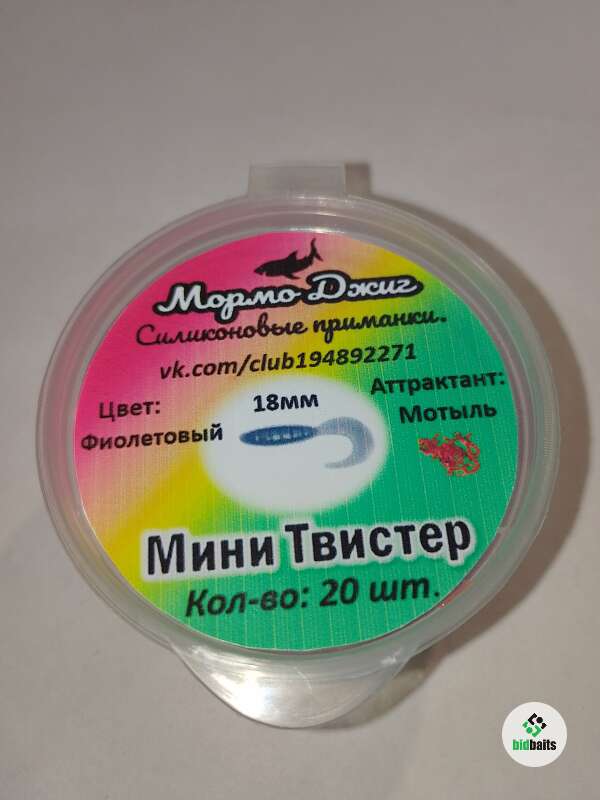 Мормо Джиг
Силиконовые приманки.
vk.com/club194892271
Цвет:
Фиолетовый
18мм
Аттрактант:
Мотыль
Мини Твистер
Кол-во: 20 шт.
bidbaits